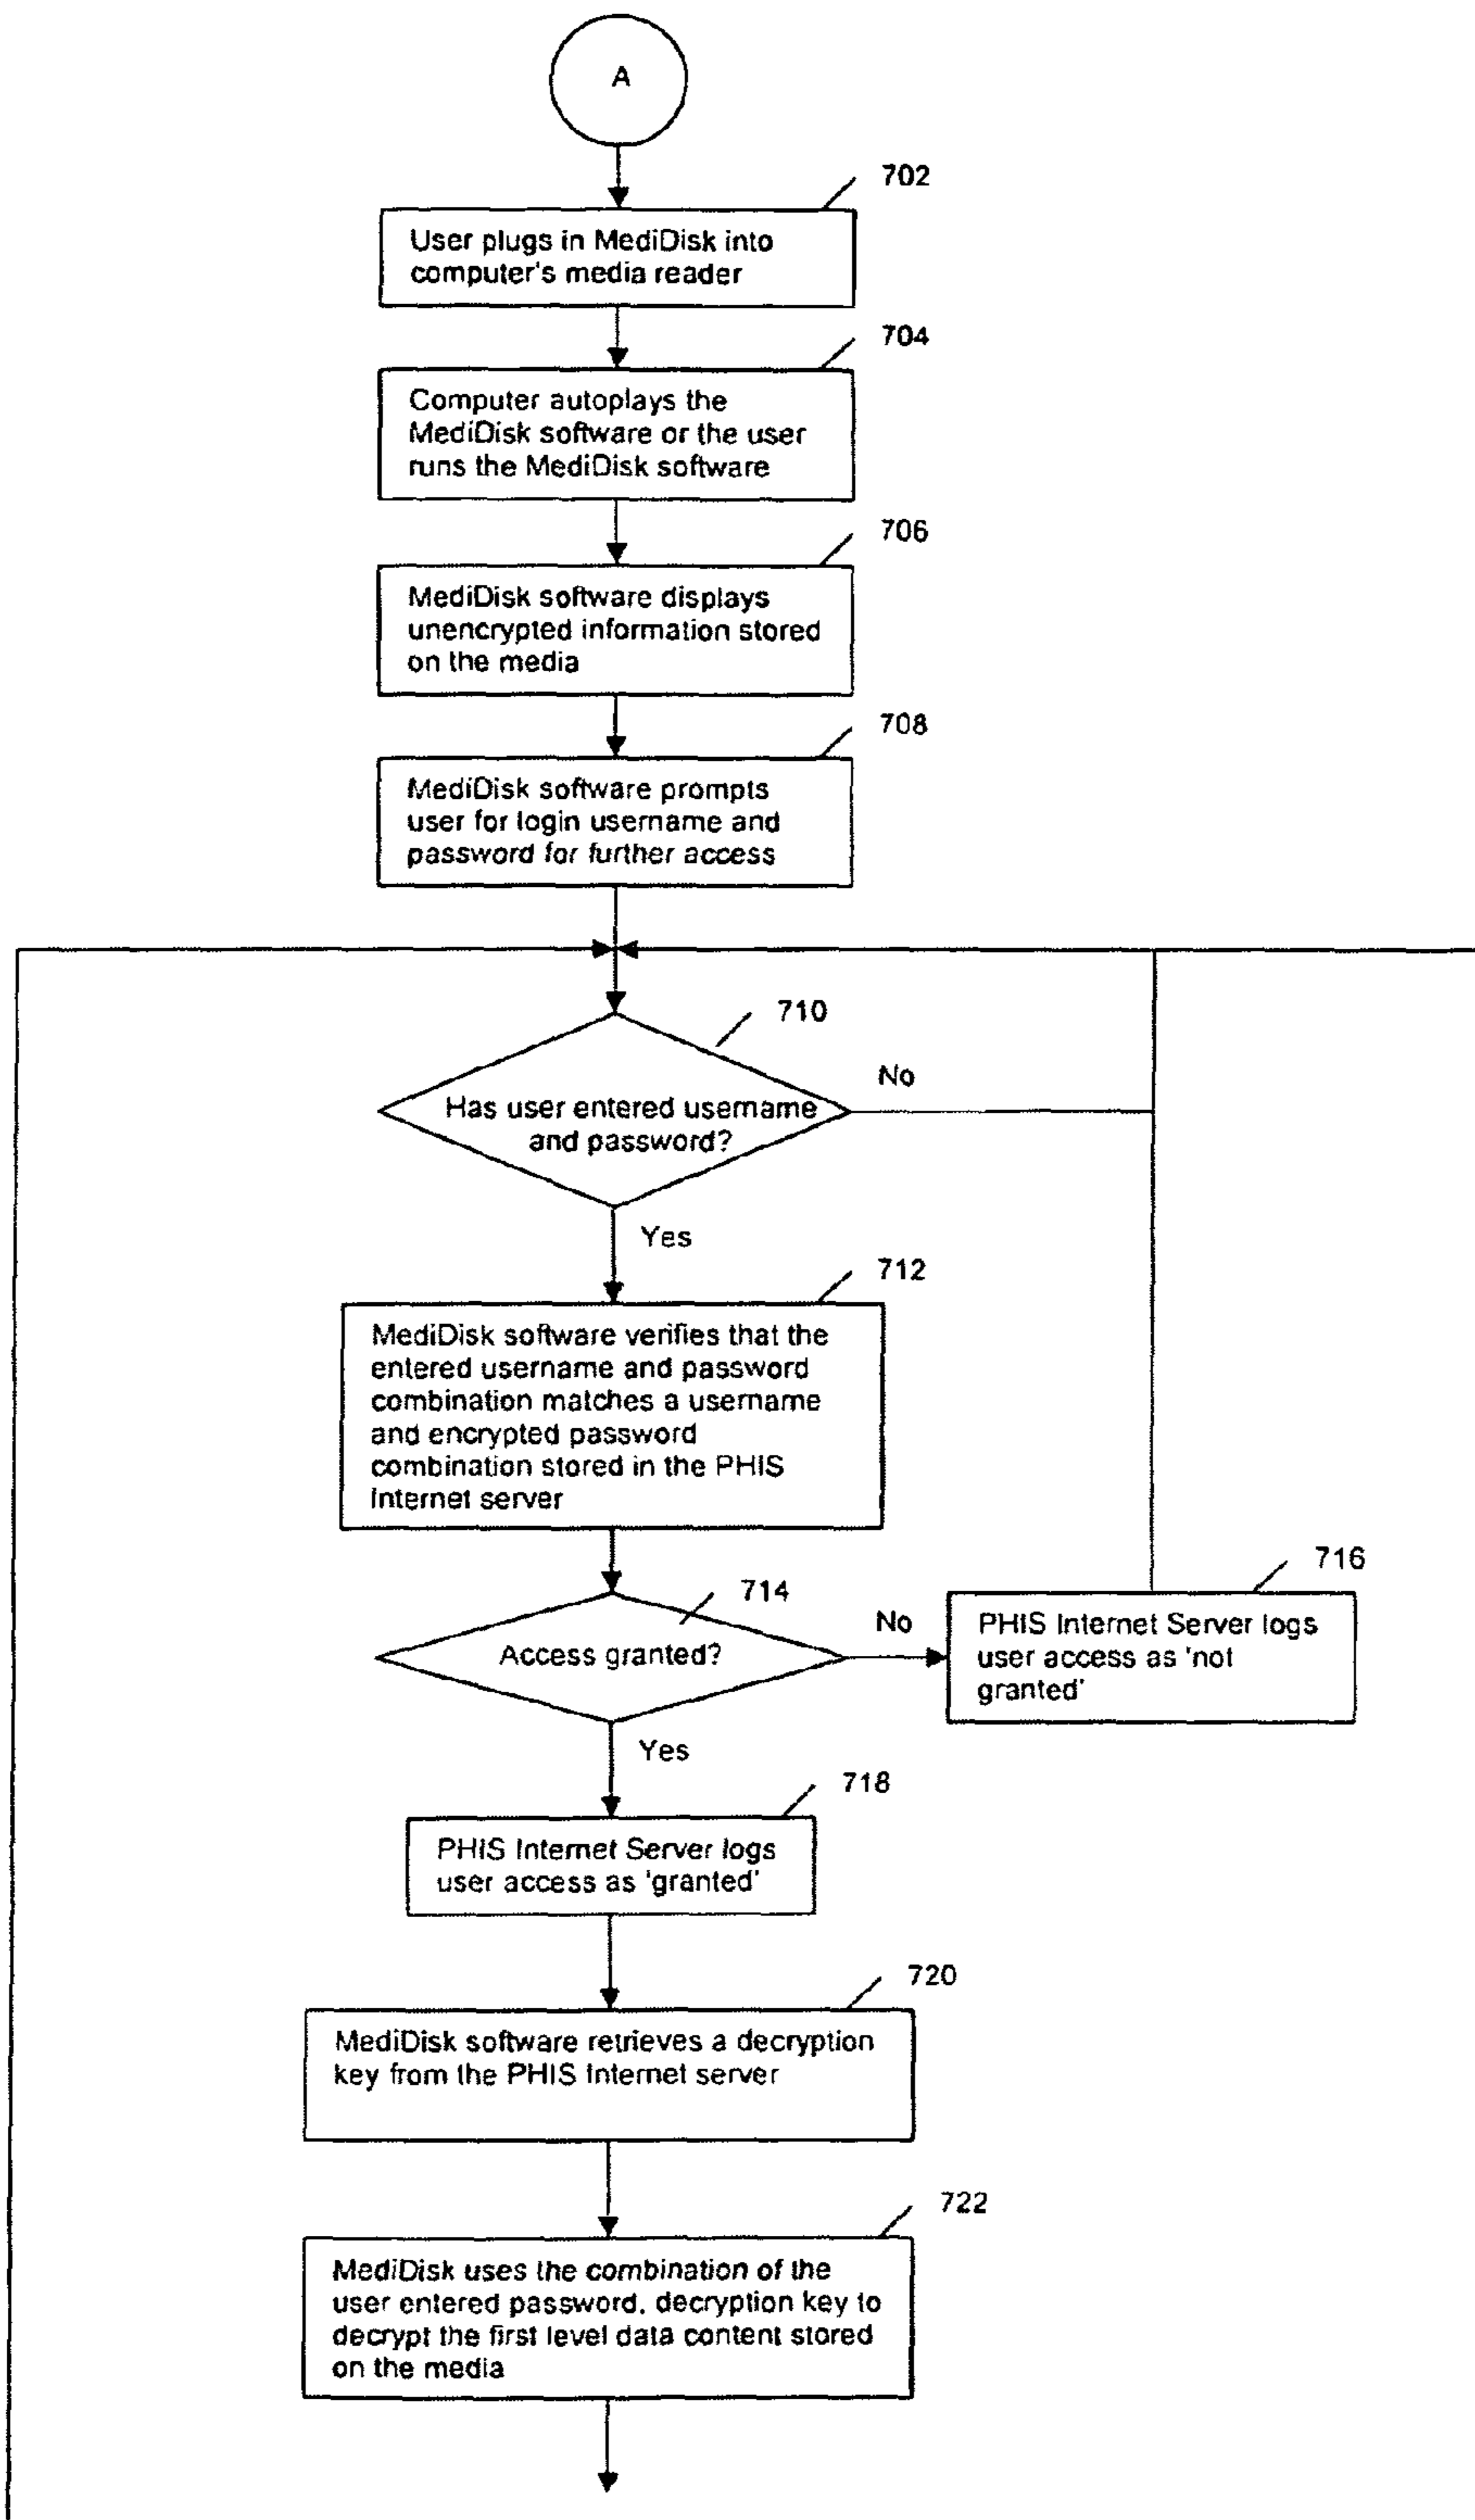 A
702
User plugs in MediDisk into
computer's media reader
704
Computer autoplays the
MediDisk software or the user
runs the MediDisk software
706
MediDisk software displays
unencrypted information stored
on the media
708
MediDisk software prompts
user for login username and
password for further access
710
No
Has user entered username
and password?
Yes
712
MediDisk software verifies that the
entered username and password
combination matches a username
and encrypted password
combination stored in the PHIS
Internet server
714
Access granted?
No
716
PHIS Internet Server logs
user access as 'not
granted'
Yes
718
PHIS Internet Server logs
user access as 'granted'
720
MediDisk software retrieves a decryption
key from the PHIS Internet server
722
MediDisk uses the combination of the
user entered password, decryption key to
decrypt the first level data content stored
on the media